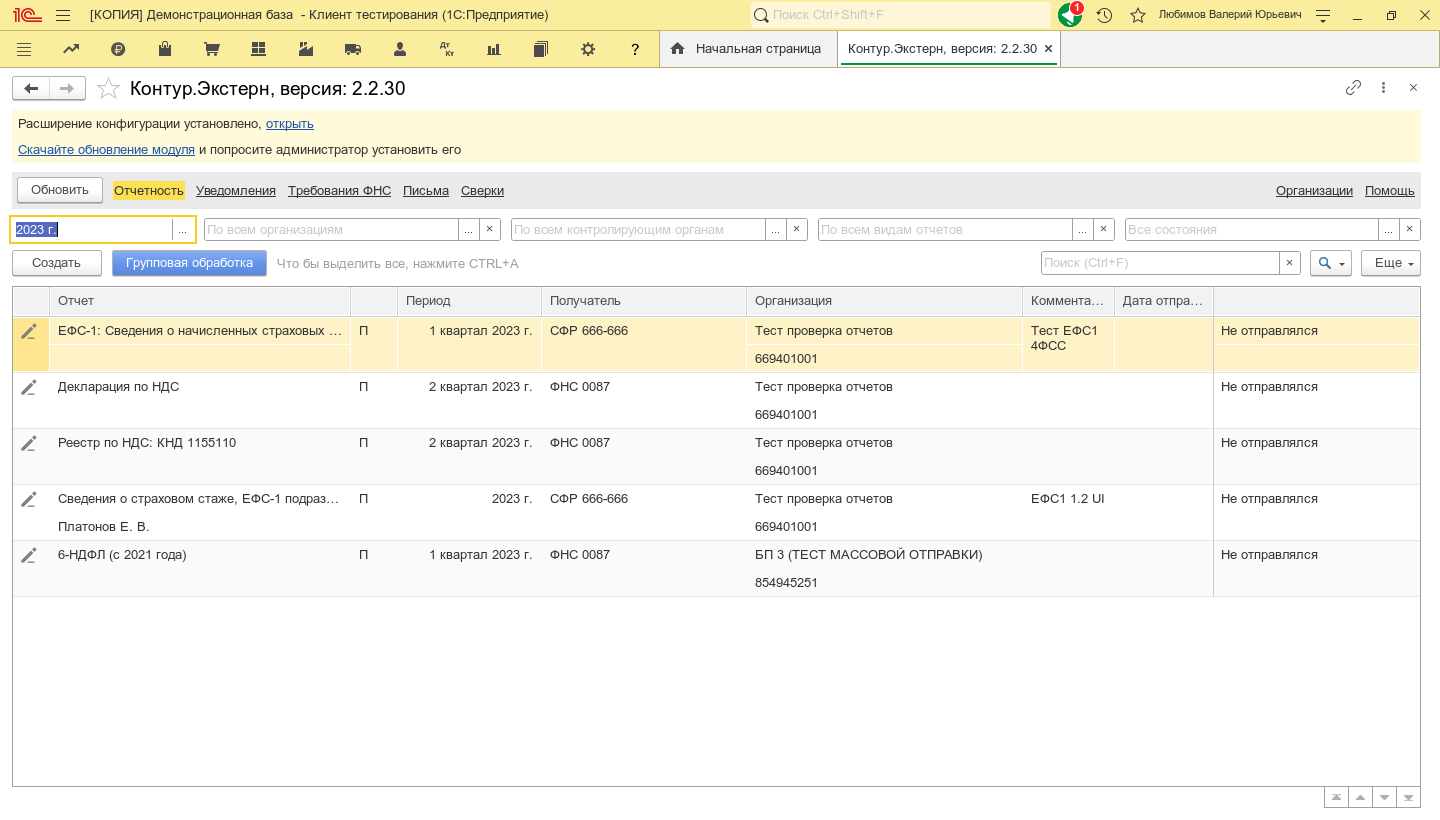 [КОПИЯ] Демонстрационная база - Клиент тестирования (1С:Предприятие)
Поиск Ctrl+Shift+F
1
Любимов Валерий Юрьевич
Дт Кт
?
Начальная страница
Контур.Экстерн, версия: 2.2.30 ×
Контур.Экстерн, версия: 2.2.30
Расширение конфигурации установлено, открыть
Скачайте обновление модуля и попросите администратор установить его
Обновить Отчетность Уведомления Требования ФНС Письма Сверки Организации Помощь
2023 г. ... По всем организациям ... × По всем контролирующим органам ... × По всем видам отчетов ... × Все состояния ... ×
Создать Групповая обработка Что бы выделить все, нажмите CTRL+A Поиск (Ctrl+F) × Еще
Отчет Период Получатель Организация Коммента... Дата отпра...
ЕФС-1: Сведения о начисленных страховых ... П 1 квартал 2023 г. СФР 666-666 Тест проверка отчетов Тест ЕФС1 Не отправлялся
4ФСС
669401001
Декларация по НДС П 2 квартал 2023 г. ФНС 0087 Тест проверка отчетов Не отправлялся
669401001
Реестр по НДС: КНД 1155110 П 2 квартал 2023 г. ФНС 0087 Тест проверка отчетов Не отправлялся
669401001
Сведения о страховом стаже, ЕФС-1 подраз... П 2023 г. СФР 666-666 Тест проверка отчетов ЕФС1 1.2 UI Не отправлялся
Платонов Е. В. 669401001
6-НДФЛ (с 2021 года) П 1 квартал 2023 г. ФНС 0087 БП 3 (ТЕСТ МАССОВОЙ ОТПРАВКИ) Не отправлялся
854945251